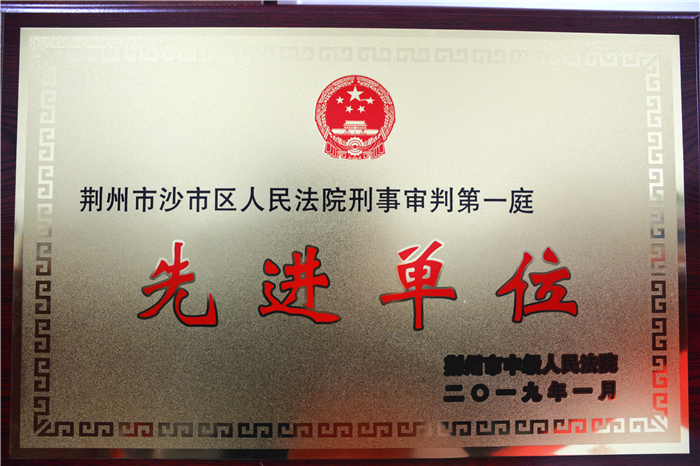 荆州市沙市区人民法院刑事审判第一庭
先进单位
荆州市中级人民法院
二〇一九年一月